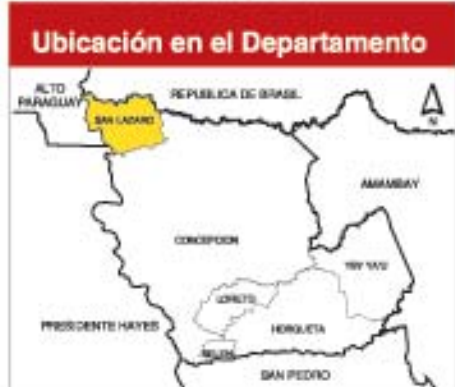 Ubicación en el Departamento
ALTO
PARAGUAY
REPUBLICA DE BRASIL
SAN LAZARO
N
AMAMBAY
CONCEPCION
YBY YA'U
LORETO
PRESIDENTE HAYES
HORQUETA
BELEN
SAN PEDRO